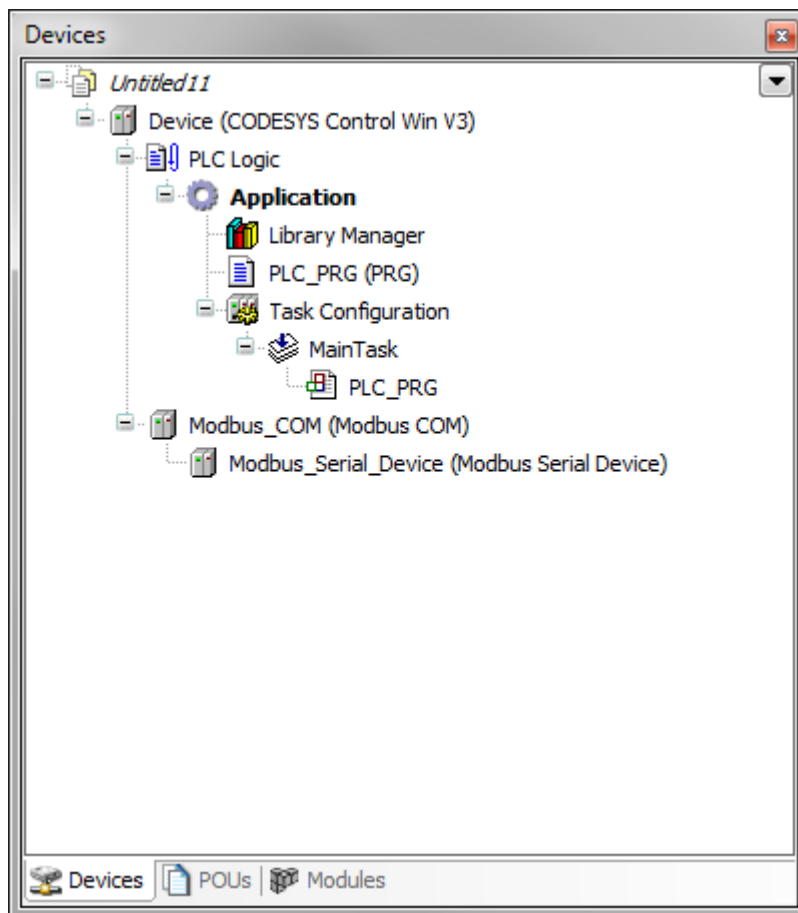 Devices
Untitled11
Device (CODESYS Control Win V3)
PLC Logic
Application
Library Manager
PLC_PRG (PRG)
Task Configuration
MainTask
PLC_PRG
Modbus_COM (Modbus COM)
Modbus_Serial_Device (Modbus Serial Device)
Devices POUs Modules